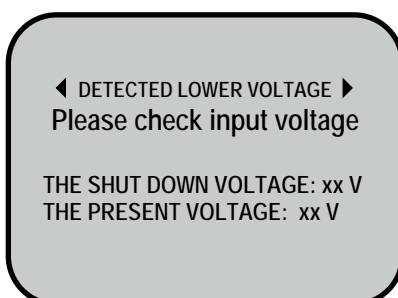 ◀ DETECTED LOWER VOLTAGE ▶
Please check input voltage
THE SHUT DOWN VOLTAGE: xx V
THE PRESENT VOLTAGE: xx V